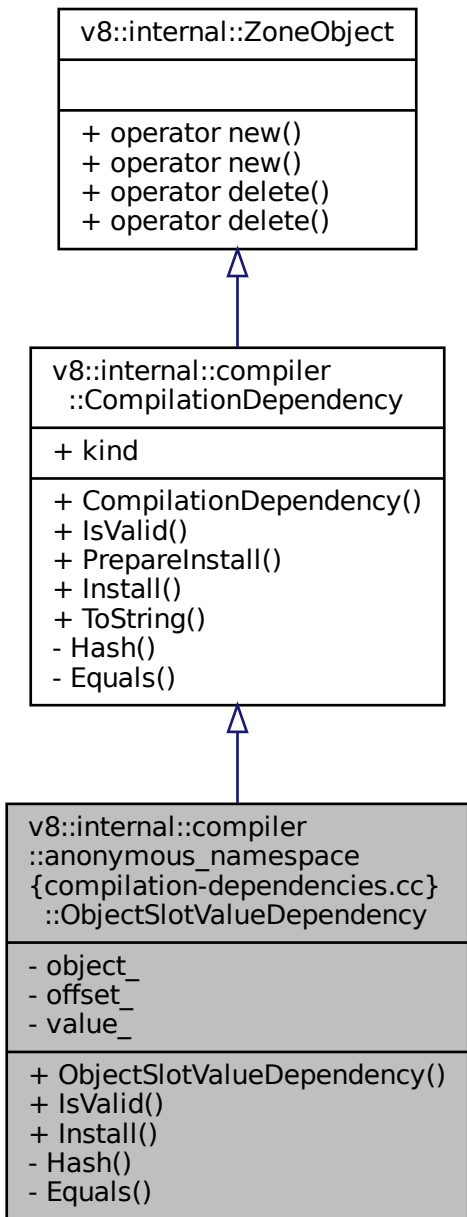 v8::internal::ZoneObject
+ operator new()
+ operator new()
+ operator delete()
+ operator delete()
v8::internal::compiler
::CompilationDependency
+ kind
+ CompilationDependency()
+ IsValid()
+ PrepareInstall()
+ Install()
+ ToString()
- Hash()
- Equals()
v8::internal::compiler
::anonymous_namespace
{compilation-dependencies.cc}
::ObjectSlotValueDependency
- object_
- offset_
- value_
+ ObjectSlotValueDependency()
+ IsValid()
+ Install()
- Hash()
- Equals()